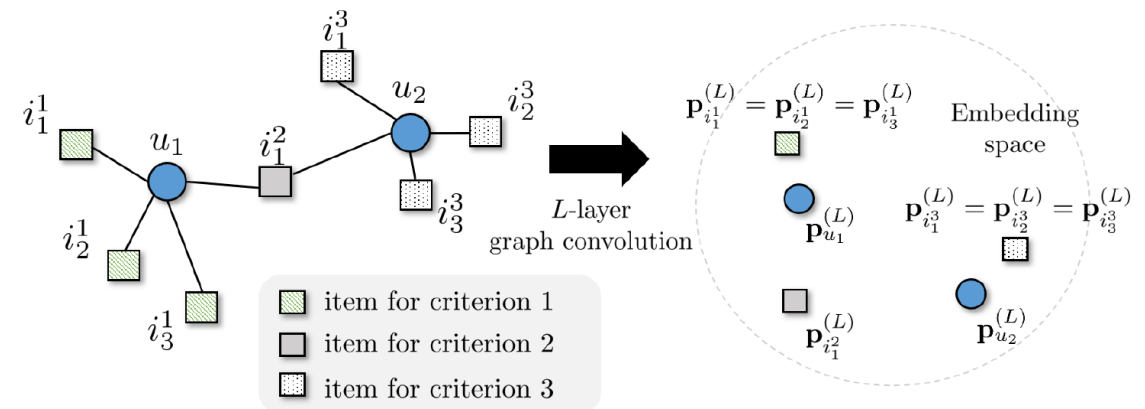 i_1^3
u_2
i_2^3
i_1^1
u_1
i_1^2
i_3^3
i_2^1
i_3^1
L-layer
graph convolution
item for criterion 1
item for criterion 2
item for criterion 3
p_{i_1^1}^{(L)} = p_{i_2^1}^{(L)} = p_{i_3^1}^{(L)}
Embedding
space
p_{u_1}^{(L)}
p_{i_1^3}^{(L)} = p_{i_2^3}^{(L)} = p_{i_3^3}^{(L)}
p_{i_1^2}^{(L)}
p_{u_2}^{(L)}